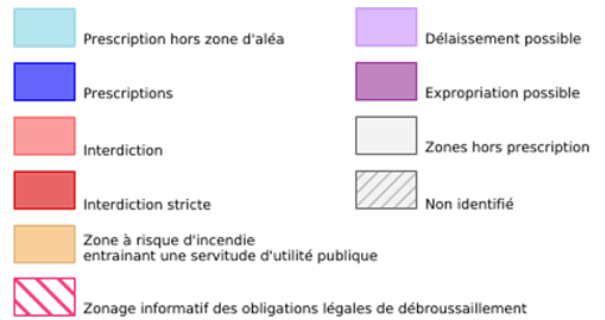 Prescription hors zone d'aléa
Prescriptions
Interdiction
Interdiction stricte
Zone à risque d'incendie
entrainant une servitude d'utilité publique
Zonage informatif des obligations légales de débroussaillement
Délaissement possible
Expropriation possible
Zones hors prescription
Non identifié